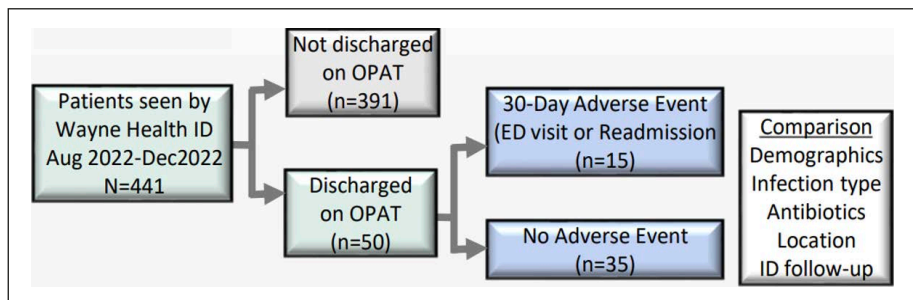 Patients seen by
Wayne Health ID
Aug 2022-Dec2022
N=441
Not discharged
on OPAT
(n=391)
Discharged
on OPAT
(n=50)
30-Day Adverse Event
(ED visit or Readmission
(n=15)
No Adverse Event
(n=35)
Comparison
Demographics
Infection type
Antibiotics
Location
ID follow-up